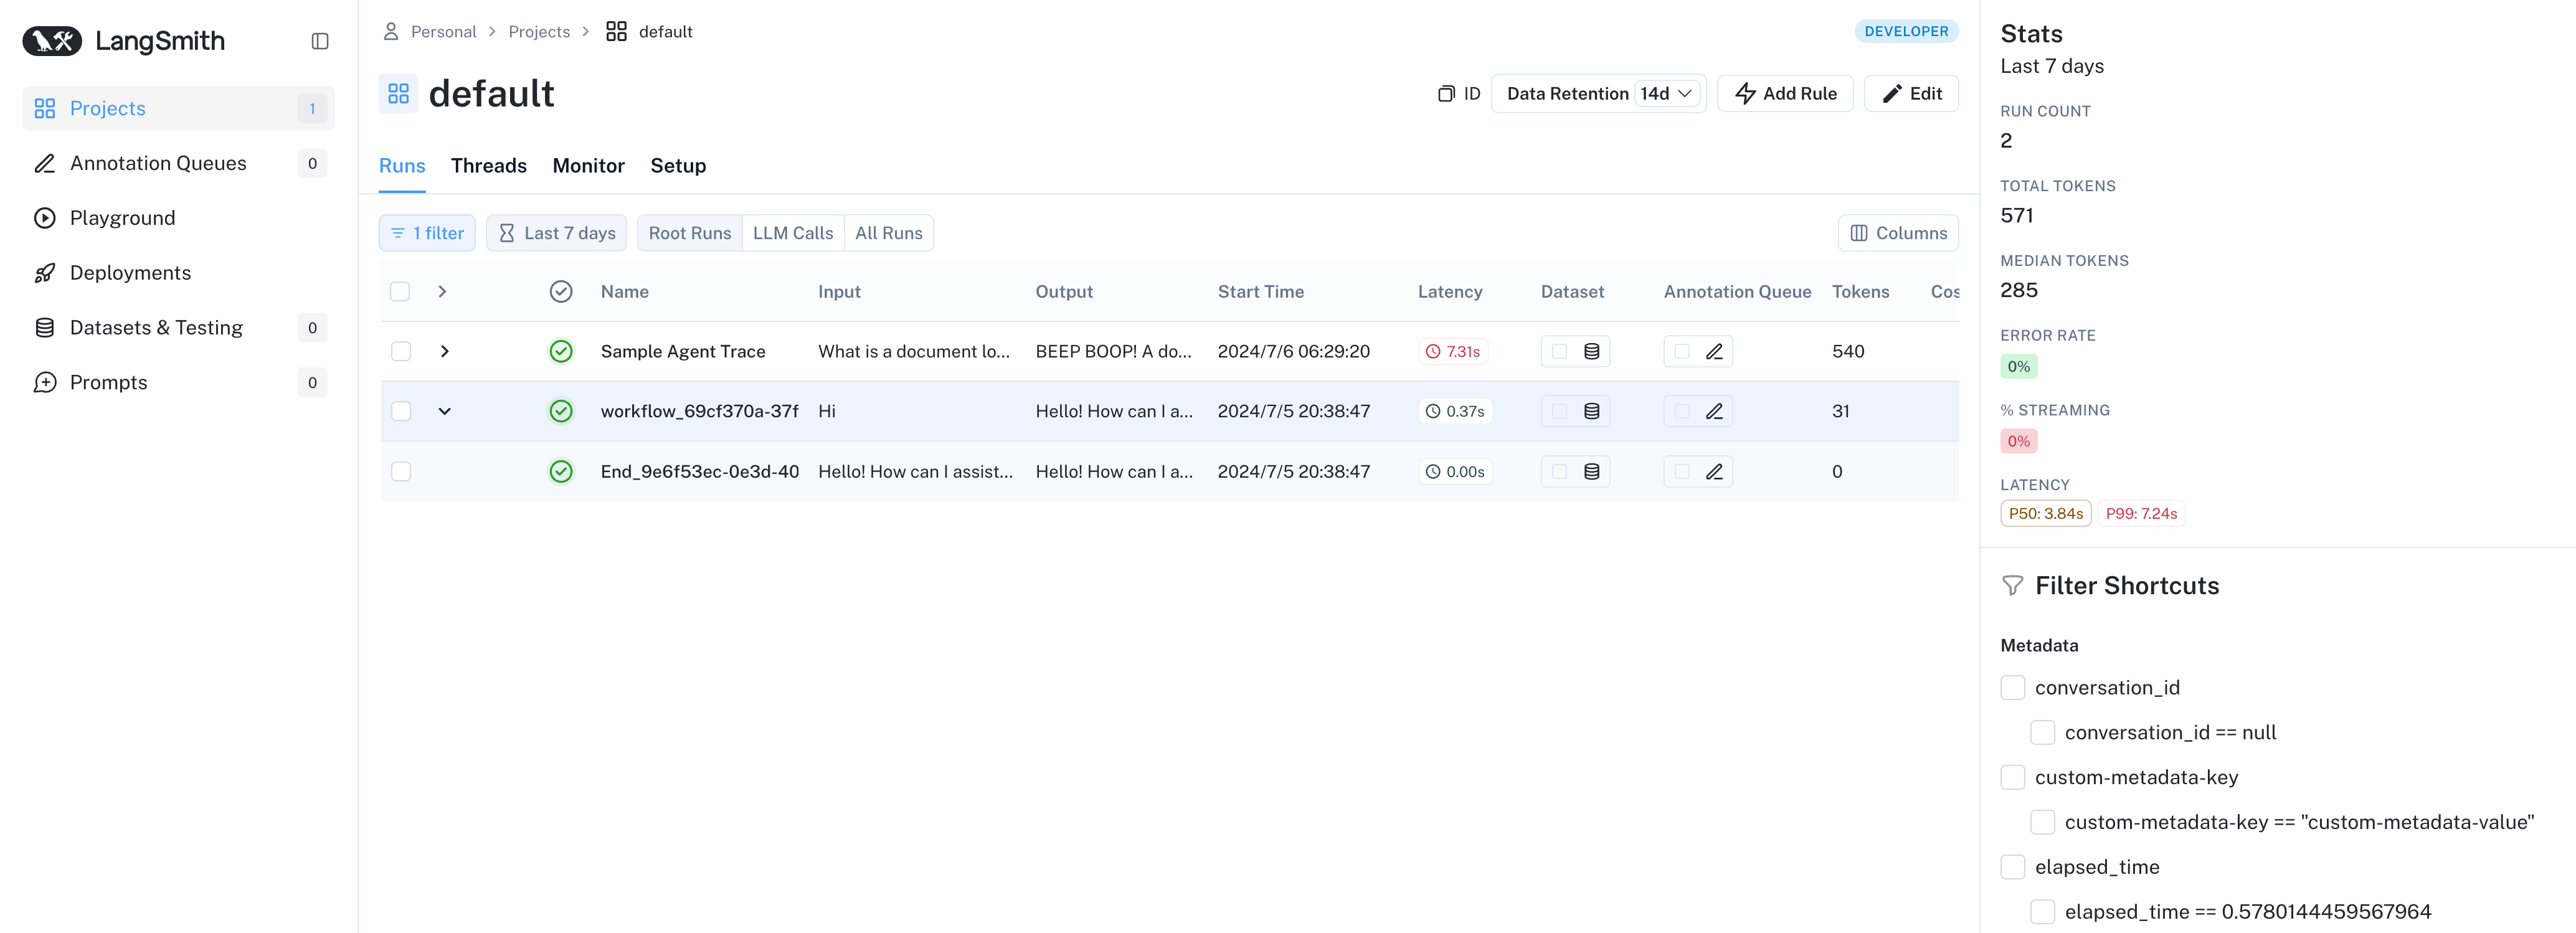 LangSmith
Projects 1
Annotation Queues 0
Playground
Deployments
Datasets & Testing 0
Prompts 0
Personal > Projects > default
DEVELOPER
default
ID
Data Retention 14d
Add Rule
Edit
Runs Threads Monitor Setup
1 filter Last 7 days Root Runs LLM Calls All Runs
Columns
Name Input Output Start Time Latency Dataset Annotation Queue Tokens Cos
Sample Agent Trace What is a document lo... BEEP BOOP! A do... 2024/7/6 06:29:20 7.31s 540
workflow_69cf370a-37f Hi Hello! How can I a... 2024/7/5 20:38:47 0.37s 31
End_9e6f53ec-0e3d-40 Hello! How can I assist... Hello! How can I a... 2024/7/5 20:38:47 0.00s 0
Stats
Last 7 days
RUN COUNT
2
TOTAL TOKENS
571
MEDIAN TOKENS
285
ERROR RATE
0%
% STREAMING
0%
LATENCY
P50: 3.84s P99: 7.24s
Filter Shortcuts
Metadata
conversation_id
conversation_id == null
custom-metadata-key
custom-metadata-key == "custom-metadata-value"
elapsed_time
elapsed_time == 0.5780144459567964